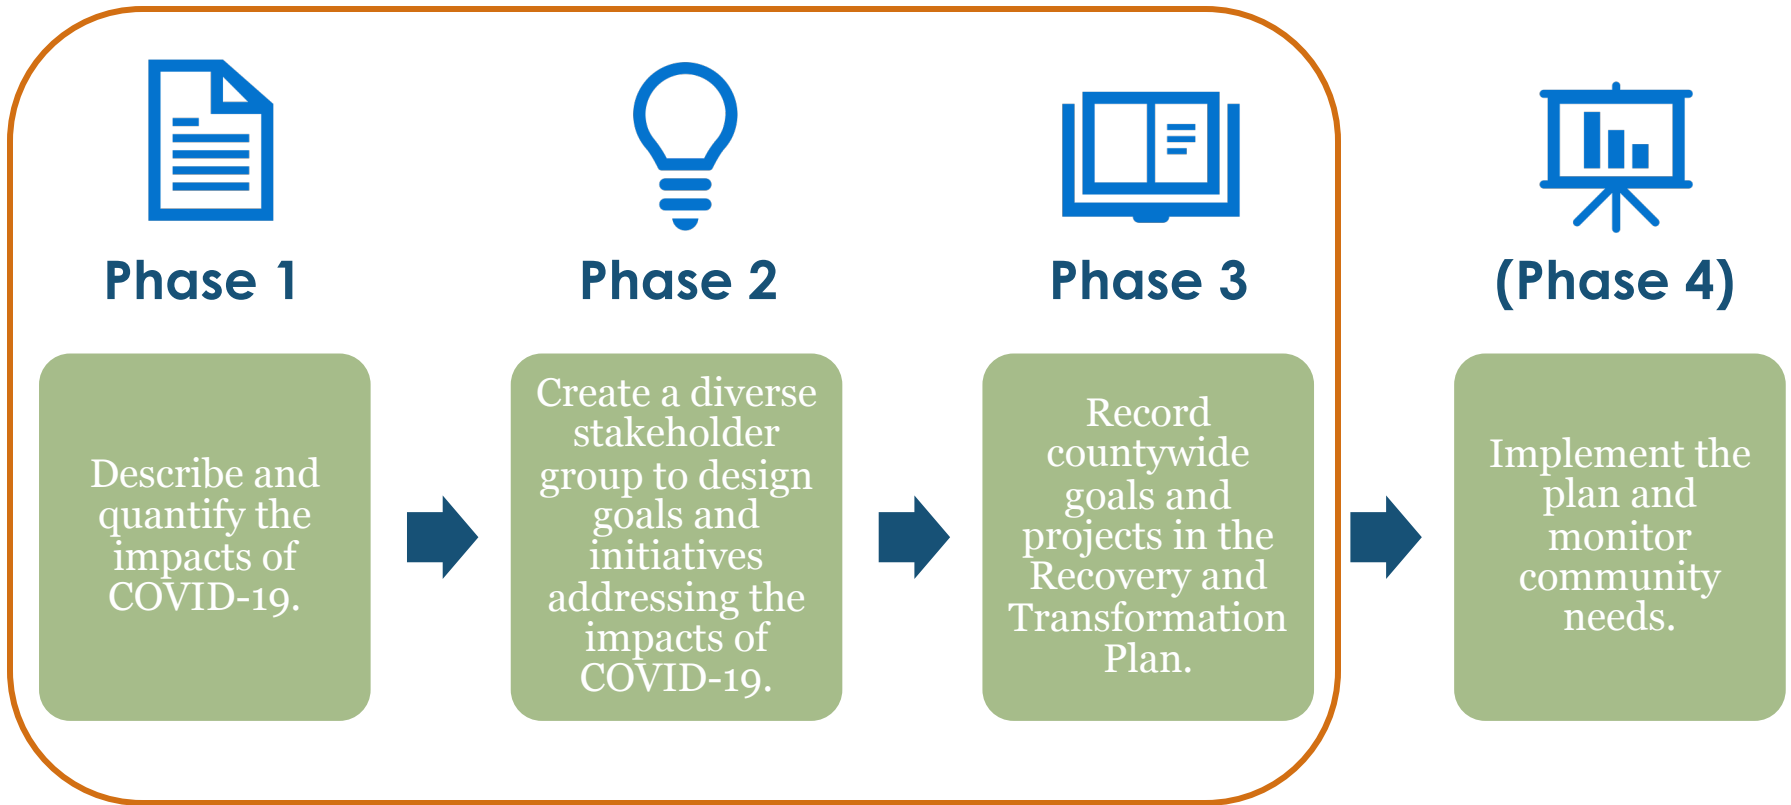 Phase 1
Phase 2
Phase 3
(Phase 4)
Describe and
quantify the
impacts of
COVID-19.
Create a diverse
stakeholder
group to design
goals and
initiatives
addressing the
impacts of
COVID-19.
Record
countywide
goals and
projects in the
Recovery and
Transformation
Plan.
Implement the
plan and
monitor
community
needs.